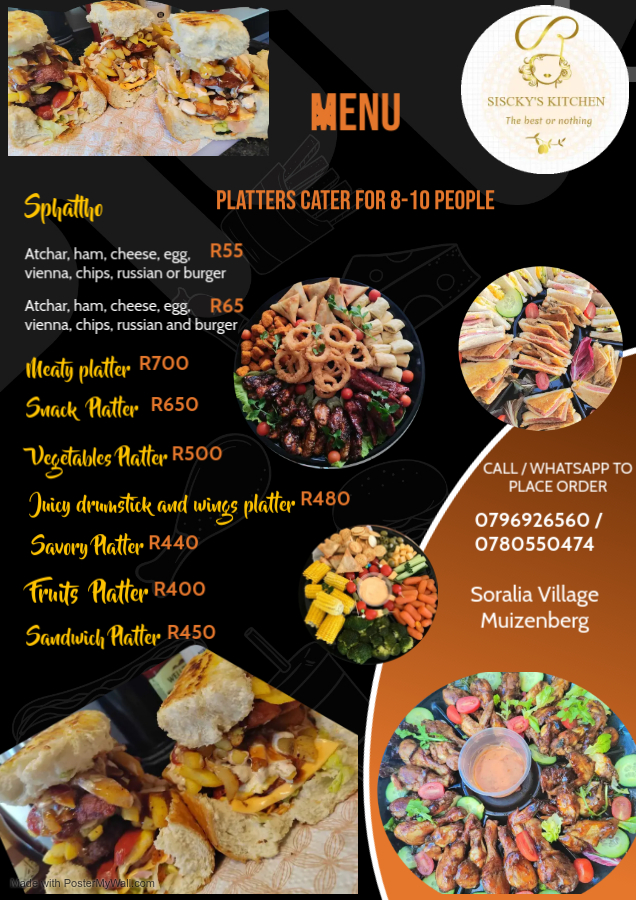 MENU
SISCKY'S KITCHEN
The best or nothing
PLATTERS CATER FOR 8-10 PEOPLE
Sphattho
Atchar, ham, cheese, egg, R55
vienna, chips, russian or burger
Atchar, ham, cheese, egg, R65
vienna, chips, russian and burger
Meaty platter R700
Snack Platter R650
Vegetables Platter R500
Juicy drumstick and wings platter R480
Savory Platter R440
Fruits Platter R400
Sandwich Platter R450
CALL / WHATSAPP TO
PLACE ORDER
0796926560 /
0780550474
Soralia Village
Muizenberg
Made with PosterMyWall.com